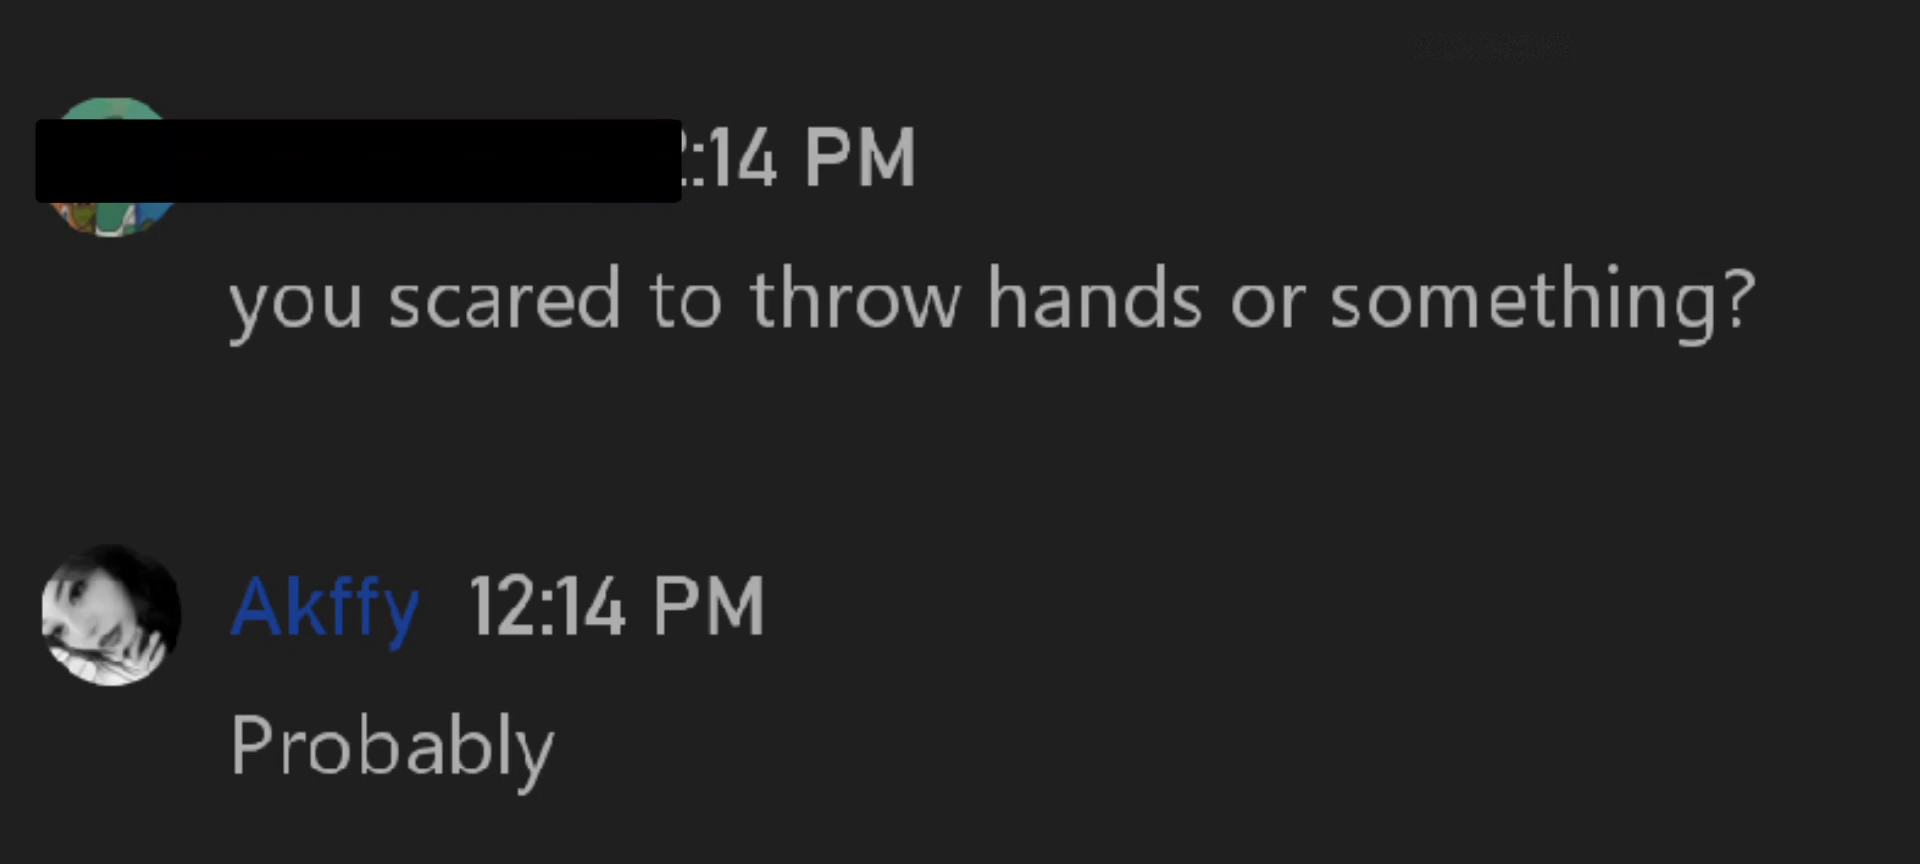 :14 PM
you scared to throw hands or something?
Akffy 12:14 PM
Probably